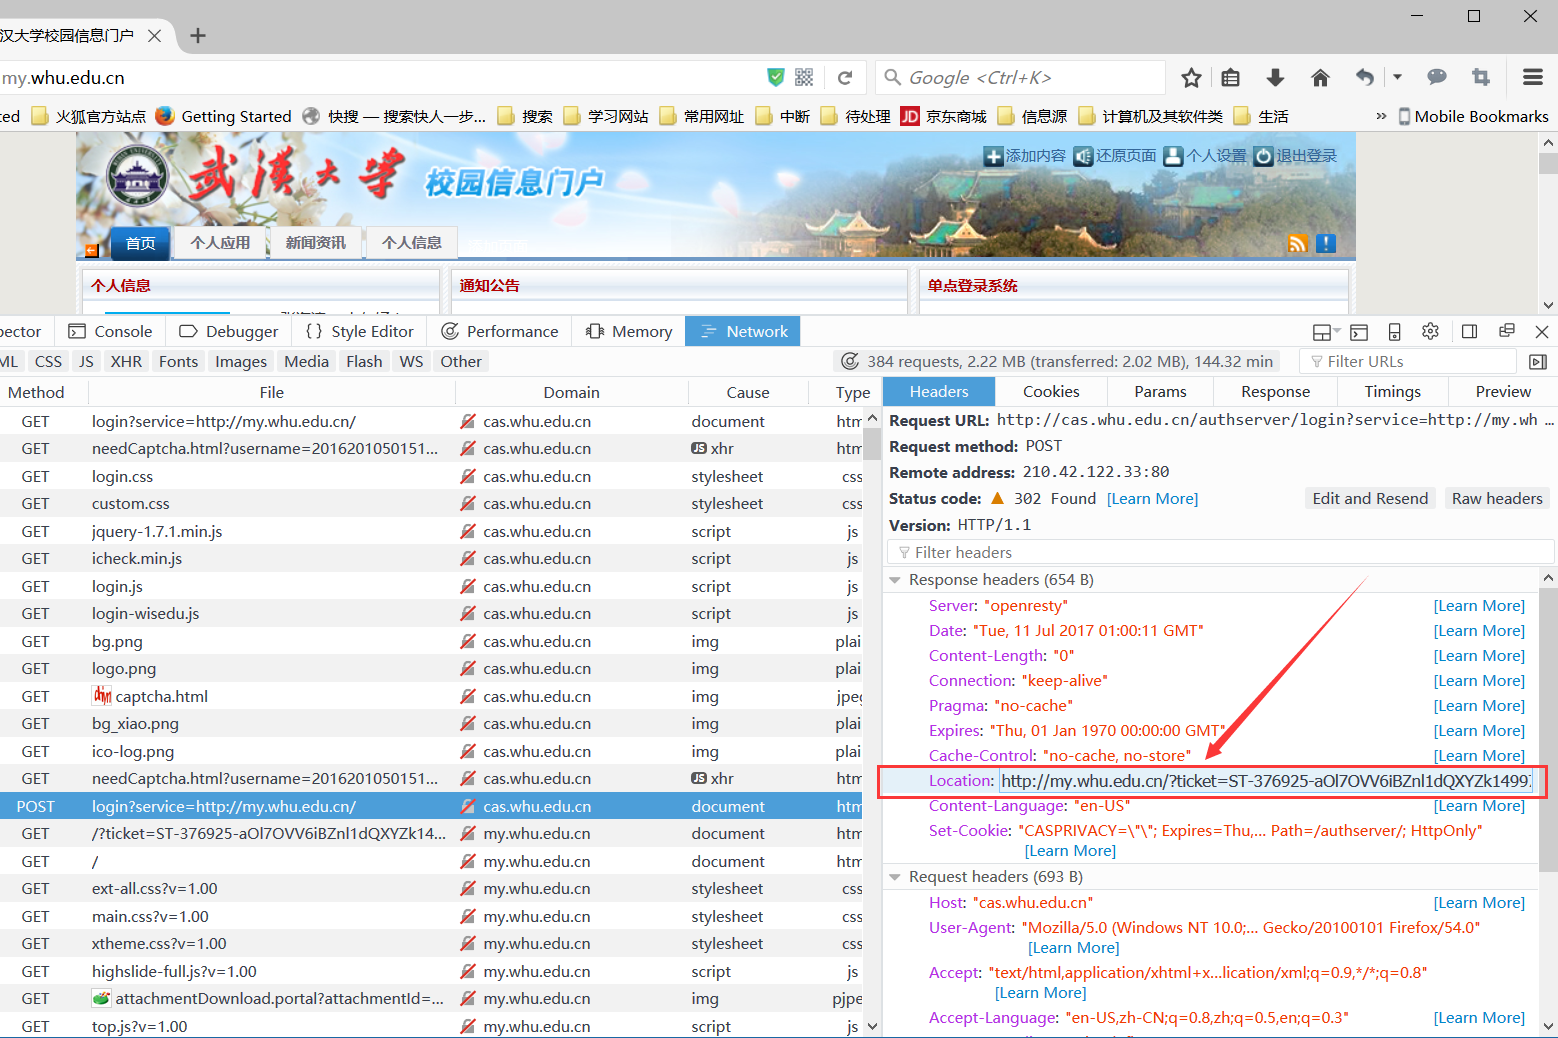 汉大学校园信息门户
my.whu.edu.cn
Google <Ctrl+K>
ted 火狐官方站点 Getting Started 快搜 — 搜索快人一步... 搜索 学习网站 常用网址 中断 待处理 JD 京东商城 信息源 计算机及其软件类 生活 » Mobile Bookmarks
武漢大学 校园信息门户
添加内容 还原页面 个人设置 退出登录
首页 个人应用 新闻资讯 个人信息
个人信息 通知公告 单点登录系统
pector Console Debugger Style Editor Performance Memory Network
ML CSS JS XHR Fonts Images Media Flash WS Other 384 requests, 2.22 MB (transferred: 2.02 MB), 144.32 min Filter URLs
Method File Domain Cause Type
GET login?service=http://my.whu.edu.cn/ cas.whu.edu.cn document htm
GET needCaptcha.html?username=2016201050151... cas.whu.edu.cn JS xhr htm
GET login.css cas.whu.edu.cn stylesheet css
GET custom.css cas.whu.edu.cn stylesheet css
GET jquery-1.7.1.min.js cas.whu.edu.cn script js
GET icheck.min.js cas.whu.edu.cn script js
GET login.js cas.whu.edu.cn script js
GET login-wisedu.js cas.whu.edu.cn script js
GET bg.png cas.whu.edu.cn img plai
GET logo.png cas.whu.edu.cn img plai
GET captcha.html cas.whu.edu.cn img jpeg
GET bg_xiao.png cas.whu.edu.cn img plai
GET ico-log.png cas.whu.edu.cn img plai
GET needCaptcha.html?username=2016201050151... cas.whu.edu.cn JS xhr htm
POST login?service=http://my.whu.edu.cn/ cas.whu.edu.cn document htm
GET /?ticket=ST-376925-aOl7OVV6iBZnl1dQXYZk14... my.whu.edu.cn document htm
GET / my.whu.edu.cn document htm
GET ext-all.css?v=1.00 my.whu.edu.cn stylesheet css
GET main.css?v=1.00 my.whu.edu.cn stylesheet css
GET xtheme.css?v=1.00 my.whu.edu.cn stylesheet css
GET highslide-full.js?v=1.00 my.whu.edu.cn script js
GET attachmentDownload.portal?attachmentId=... my.whu.edu.cn img pjpe
GET top.js?v=1.00 my.whu.edu.cn script js
Headers Cookies Params Response Timings Preview
Request URL: http://cas.whu.edu.cn/authserver/login?service=http://my.wh ...
Request method: POST
Remote address: 210.42.122.33:80
Status code: 302 Found [Learn More] Edit and Resend Raw headers
Version: HTTP/1.1
Filter headers
Response headers (654 B)
Server: "openresty" [Learn More]
Date: "Tue, 11 Jul 2017 01:00:11 GMT" [Learn More]
Content-Length: "0" [Learn More]
Connection: "keep-alive" [Learn More]
Pragma: "no-cache" [Learn More]
Expires: "Thu, 01 Jan 1970 00:00:00 GMT" [Learn More]
Cache-Control: "no-cache, no-store" [Learn More]
Location: http://my.whu.edu.cn/?ticket=ST-376925-aOl7OVV6iBZnl1dQXYZk1499
Content-Language: "en-US" [Learn More]
Set-Cookie: "CASPRIVACY=\"\"; Expires=Thu,... Path=/authserver/; HttpOnly"
[Learn More]
Request headers (693 B)
Host: "cas.whu.edu.cn" [Learn More]
User-Agent: "Mozilla/5.0 (Windows NT 10.0;... Gecko/20100101 Firefox/54.0"
[Learn More]
Accept: "text/html,application/xhtml+x...lication/xml;q=0.9,*/*;q=0.8"
[Learn More]
Accept-Language: "en-US,zh-CN;q=0.8,zh;q=0.5,en;q=0.3" [Learn More]